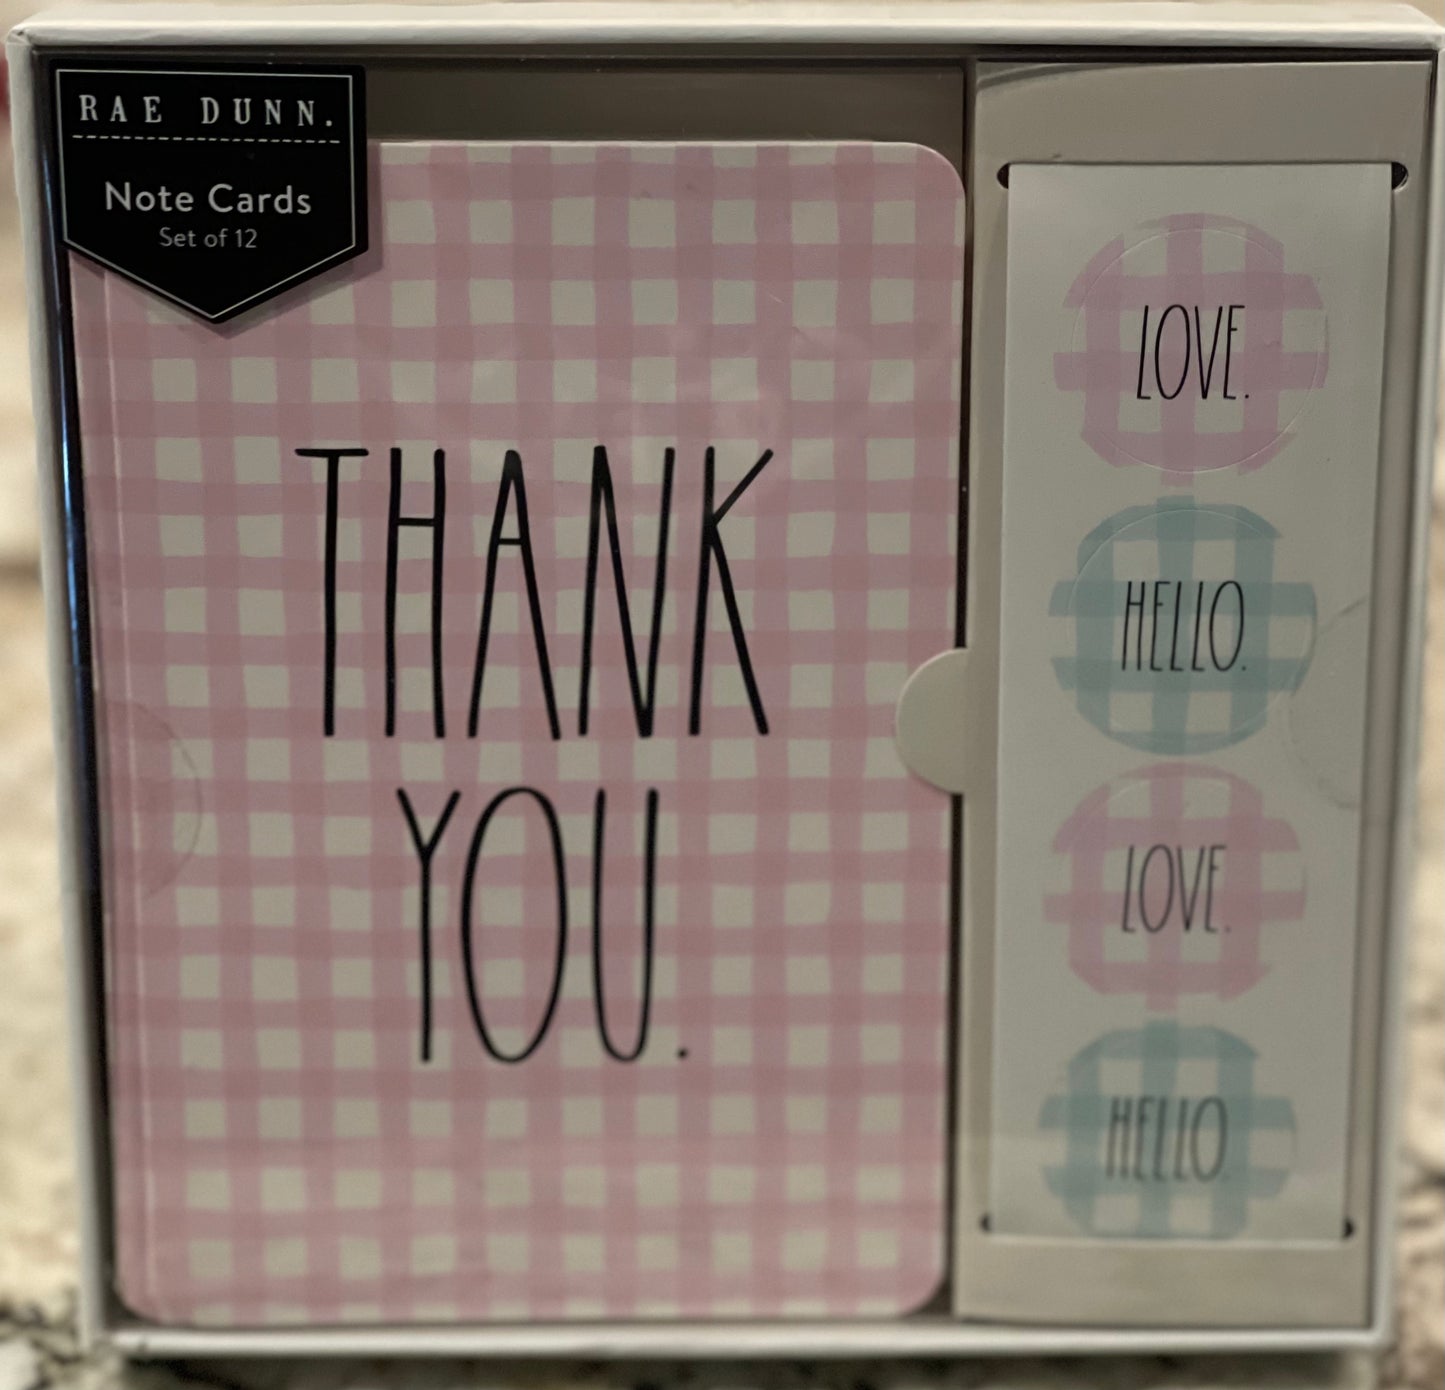 RAE DUNN.
Note Cards
Set of 12
THANK
YOU.
LOVE.
HELLO.
LOVE.
HELLO.